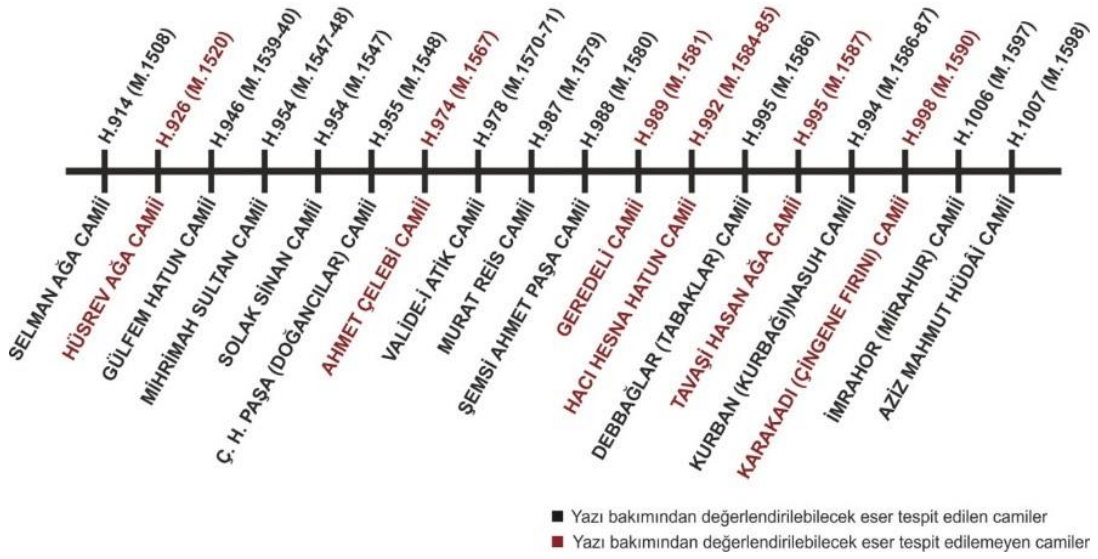 H.914 (M.1508)
H.926 (M.1520)
H.946 (M.1539-40)
H.954 (M.1547-48)
H.954 (M.1547)
H.955 (M.1548)
H.974 (M.1567)
H.978 (M.1570-71)
H.987 (M.1579)
H.988 (M.1580)
H.989 (M.1581)
H.992 (M.1584-85)
H.995 (M.1586)
H.995 (M.1587)
H.994 (M.1586-87)
H.998 (M.1590)
H.1006 (M.1597)
H.1007 (M.1598)
SELMAN AĞA CAMİİ
HÜSREV AĞA CAMİİ
GÜLFEM HATUN CAMİİ
MİHRİMAH SULTAN CAMİİ
SOLAK SİNAN CAMİİ
Ç. H. PAŞA (DOĞANCILAR) CAMİİ
AHMET ÇELEBİ CAMİİ
VALİDE-İ ATİK CAMİİ
MURAT REİS CAMİİ
ŞEMSİ AHMET PAŞA CAMİİ
GEREDELİ CAMİİ
HACI HESNA HATUN CAMİİ
DEBBAĞLAR (TABAKLAR) CAMİİ
TAVAŞİ HASAN AĞA CAMİİ
KURBAN (KURBAĞI)NASUH CAMİİ
KARAKADI (ÇİNGENE FIRINI) CAMİİ
İMRAHOR (MİRAHUR) CAMİİ
AZİZ MAHMUT HÜDÂİ CAMİİ
Yazı bakımından değerlendirilebilecek eser tespit edilen camiler
Yazı bakımından değerlendirilebilecek eser tespit edilemeyen camiler